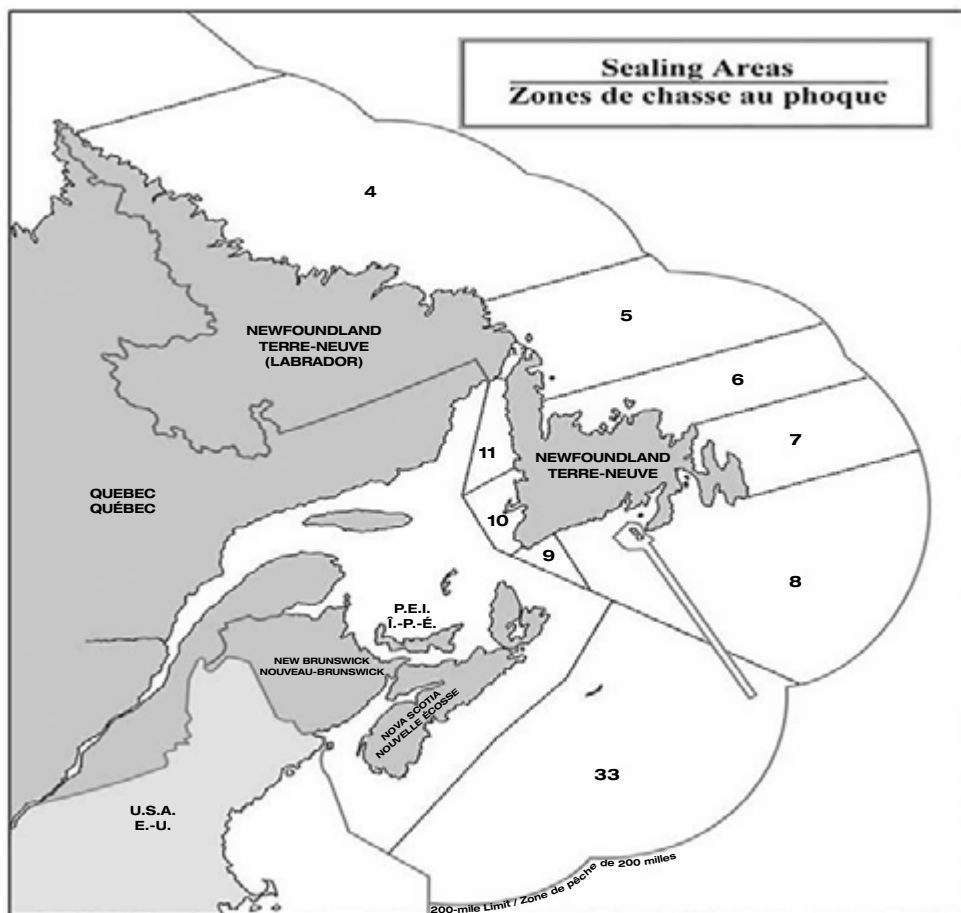 Sealing Areas
Zones de chasse au phoque
4
5
NEWFOUNDLAND
TERRE-NEUVE
(LABRADOR)
6
7
11
NEWFOUNDLAND
TERRE-NEUVE
QUEBEC
QUÉBEC
10
9
8
P.E.I.
Î.-P.-É.
NEW BRUNSWICK
NOUVEAU-BRUNSWICK
NOVA SCOTIA
NOUVELLE ÉCOSSE
33
U.S.A.
E.-U.
200-mile Limit / Zone de pêche de 200 milles